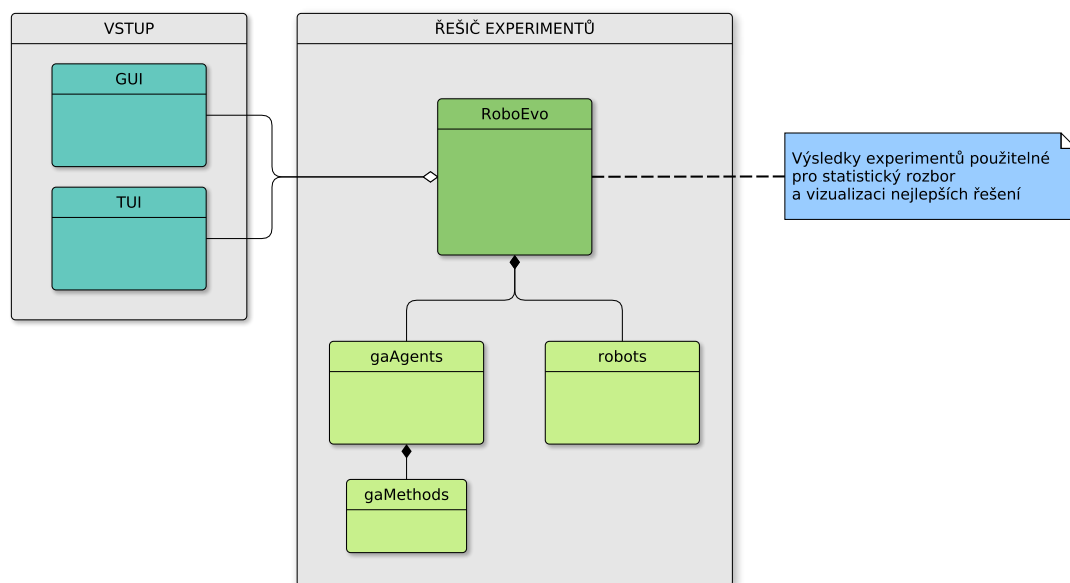 VSTUP
GUI
TUI
ŘEŠIČ EXPERIMENTŮ
RoboEvo
gaAgents
robots
gaMethods
Výsledky experimentů použitelné
pro statistický rozbor
a vizualizaci nejlepších řešení